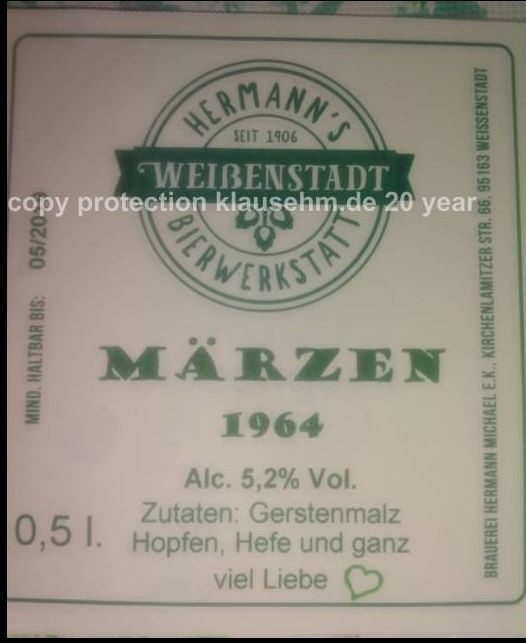 HERMANN'S
SEIT 1906
WEIßENSTADT
BIERWERKSTATT
copy protection klausehm.de 20 year
MIND. HALTBAR BIS:
MÄRZEN
1964
Alc. 5,2% Vol.
0,5 l.
Zutaten: Gerstenmalz
Hopfen, Hefe und ganz
viel Liebe
BRAUEREI HERMANN MICHAEL E.K., KIRCHENLAMITZER STR. 66, 95163 WEISSENSTADT